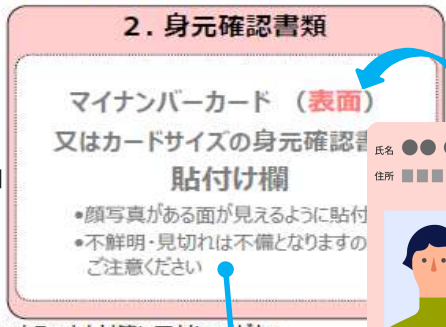 2. 身元確認書類
マイナンバーカード （表面）
又はカードサイズの身元確認書
貼付け欄
●顔写真がある面が見えるように貼付
●不鮮明・見切れは不備となりますの
ご注意ください
氏名
住所